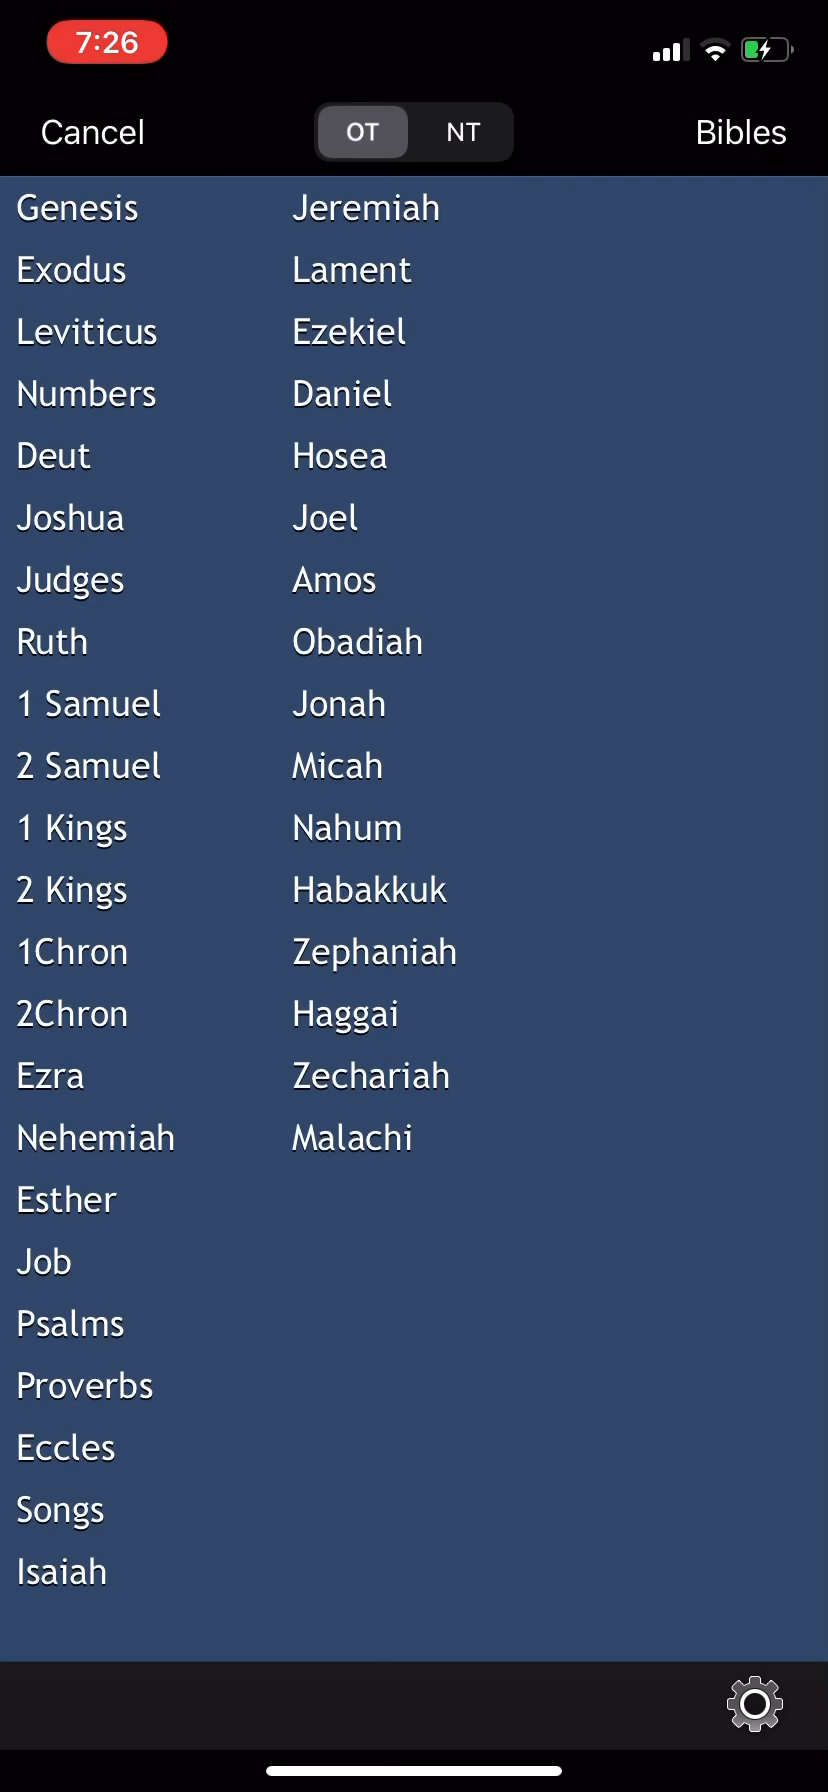 7:26
Cancel
OT
NT
Bibles
Genesis
Exodus
Leviticus
Numbers
Deut
Joshua
Judges
Ruth
1 Samuel
2 Samuel
1 Kings
2 Kings
1Chron
2Chron
Ezra
Nehemiah
Esther
Job
Psalms
Proverbs
Eccles
Songs
Isaiah
Jeremiah
Lament
Ezekiel
Daniel
Hosea
Joel
Amos
Obadiah
Jonah
Micah
Nahum
Habakkuk
Zephaniah
Haggai
Zechariah
Malachi